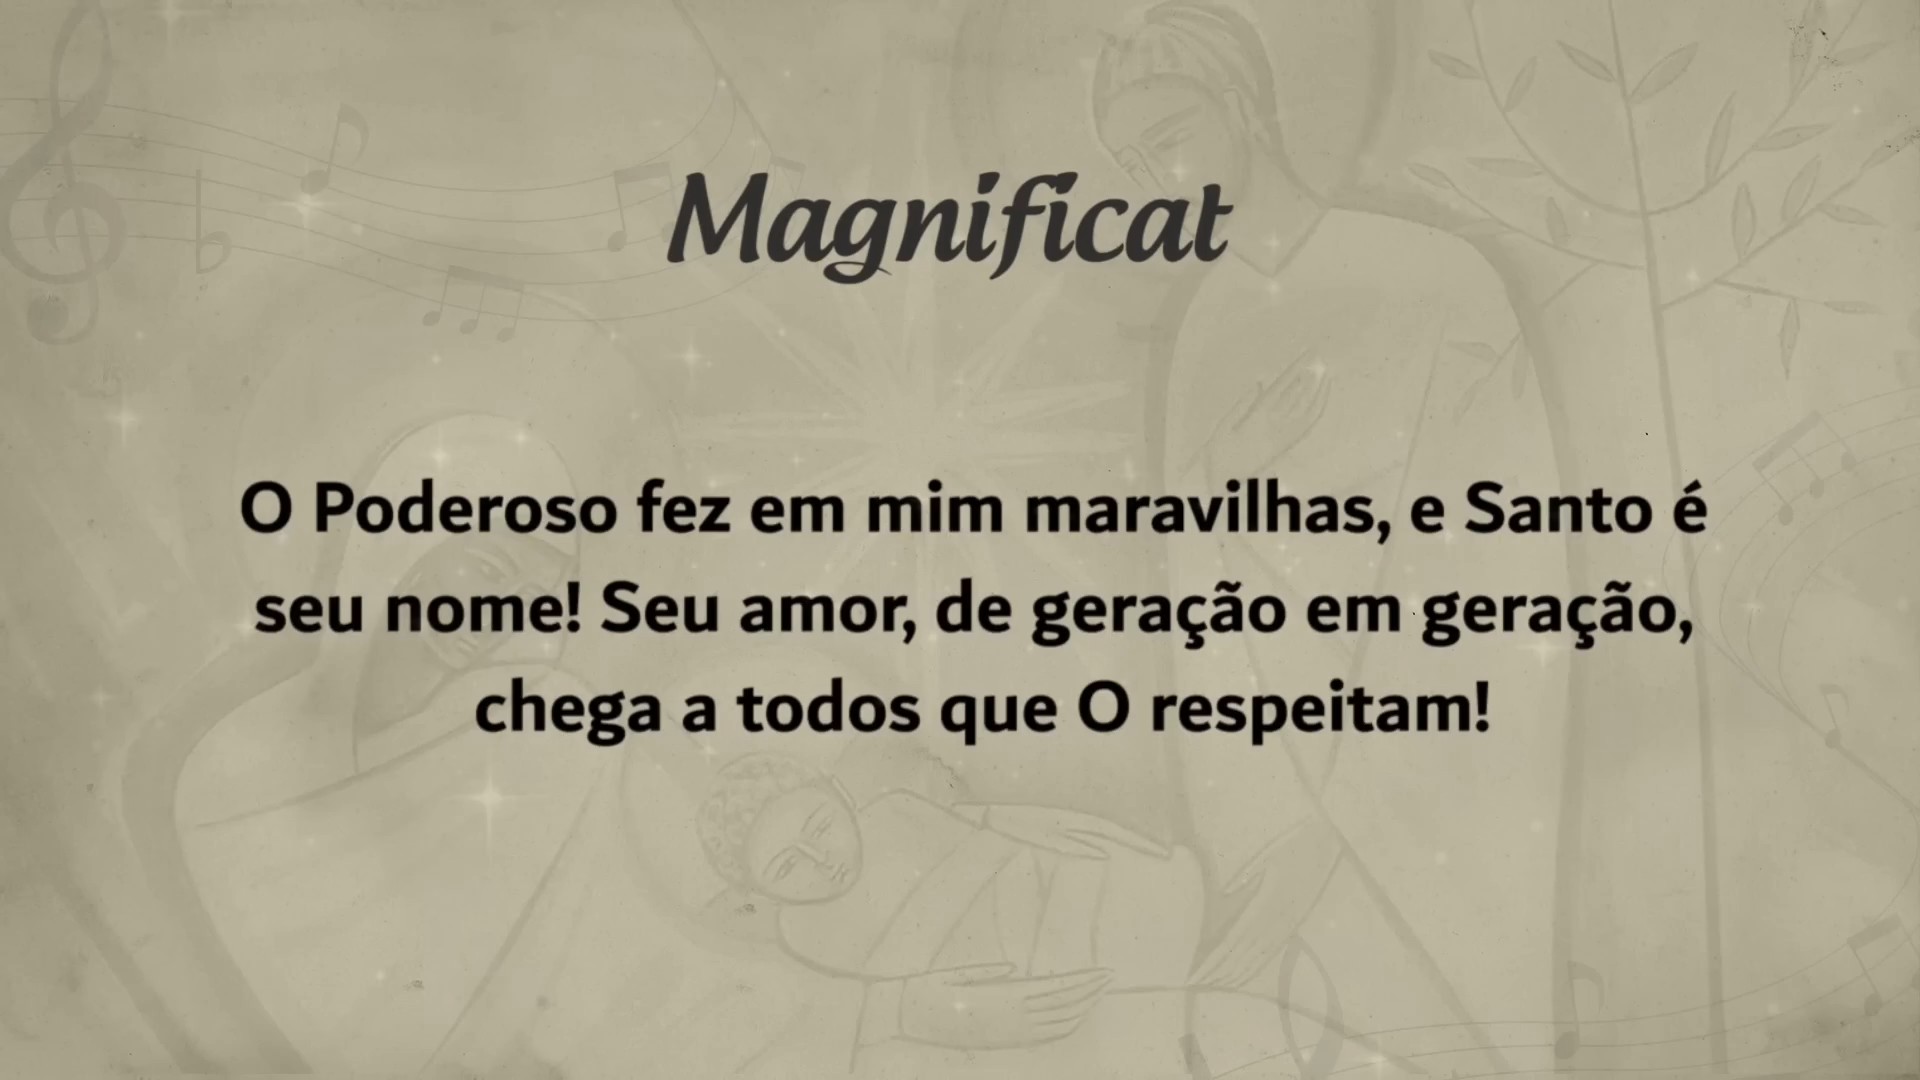 Magnificat
O Poderoso fez em mim maravilhas, e Santo é
seu nome! Seu amor, de geração em geração,
chega a todos que O respeitam!